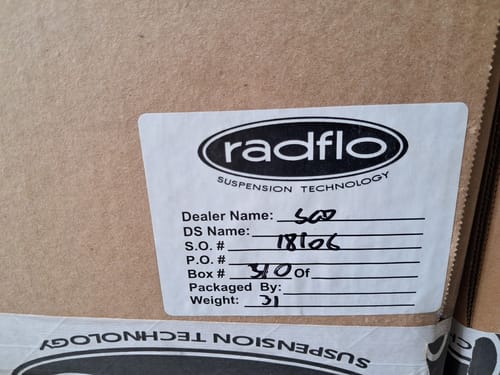 radflo
SUSPENSION TECHNOLOGY
Dealer Name:
DS Name:
S.O. # 18106
P.O. #
Box # Of
Packaged By:
Weight: 31
SUSPENSION TECHNOLOGY